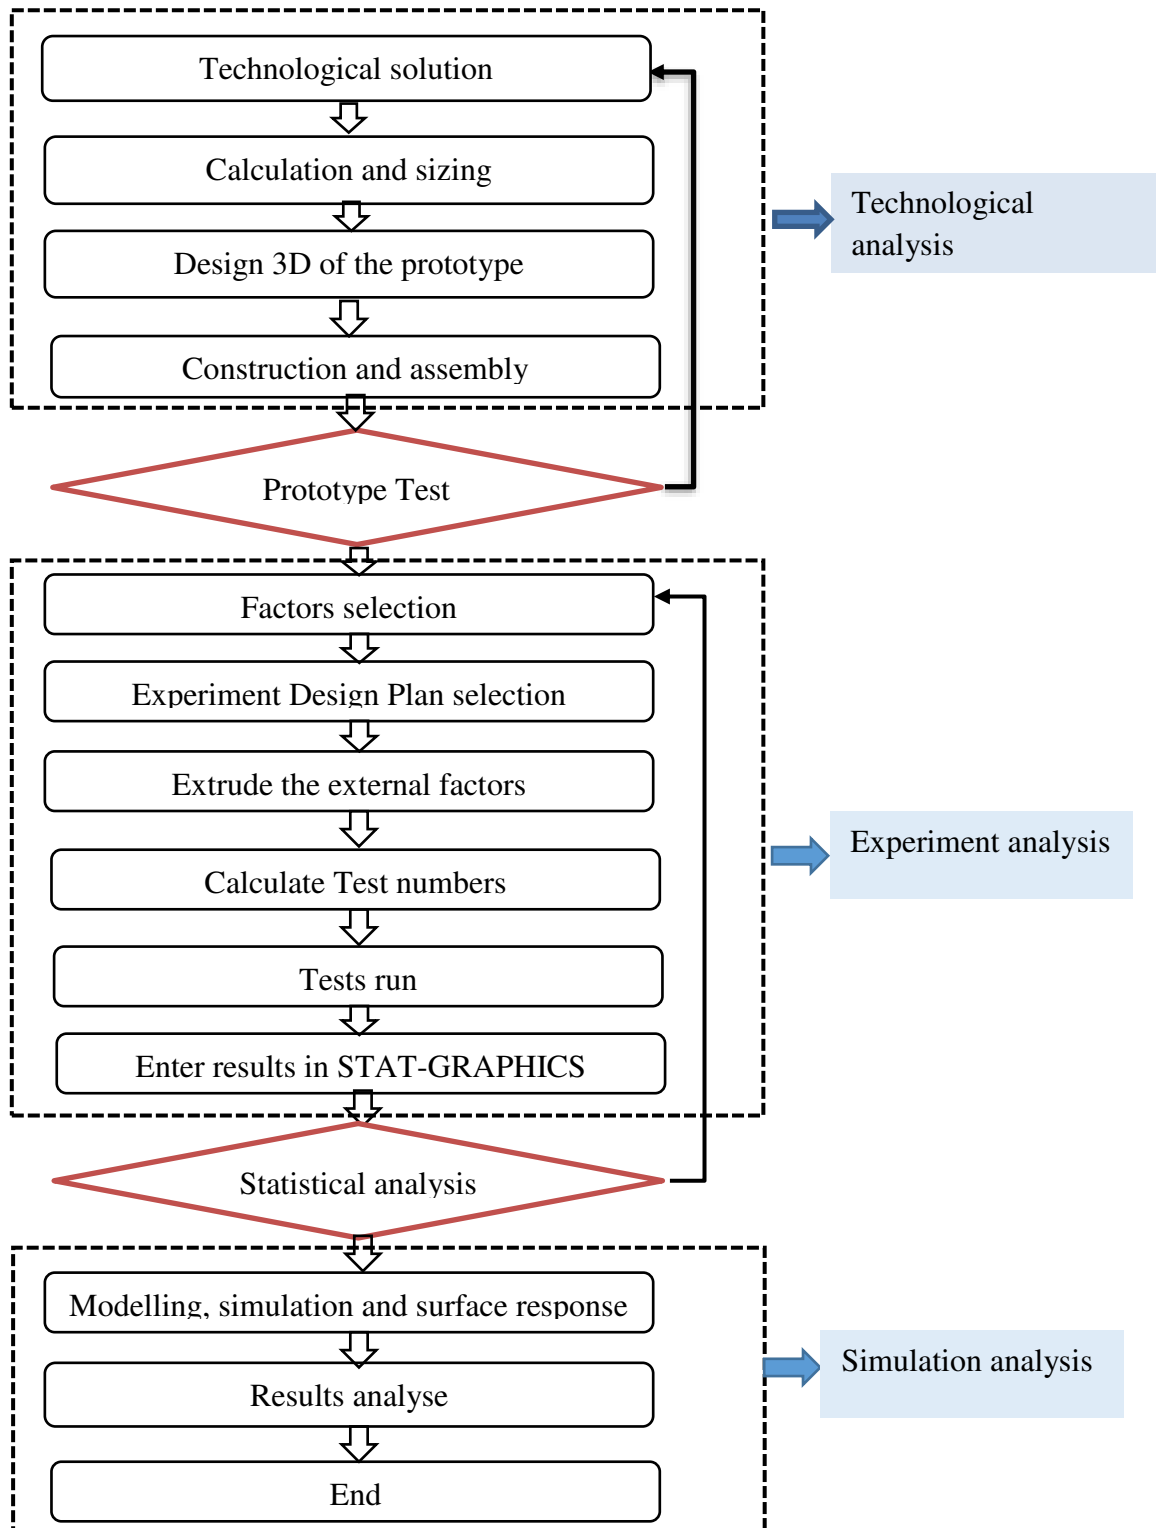 Technological solution
Calculation and sizing
Design 3D of the prototype
Construction and assembly
Technological
analysis
Prototype Test
Factors selection
Experiment Design Plan selection
Extrude the external factors
Calculate Test numbers
Tests run
Enter results in STAT-GRAPHICS
Experiment analysis
Statistical analysis
Modelling, simulation and surface response
Results analyse
End
Simulation analysis